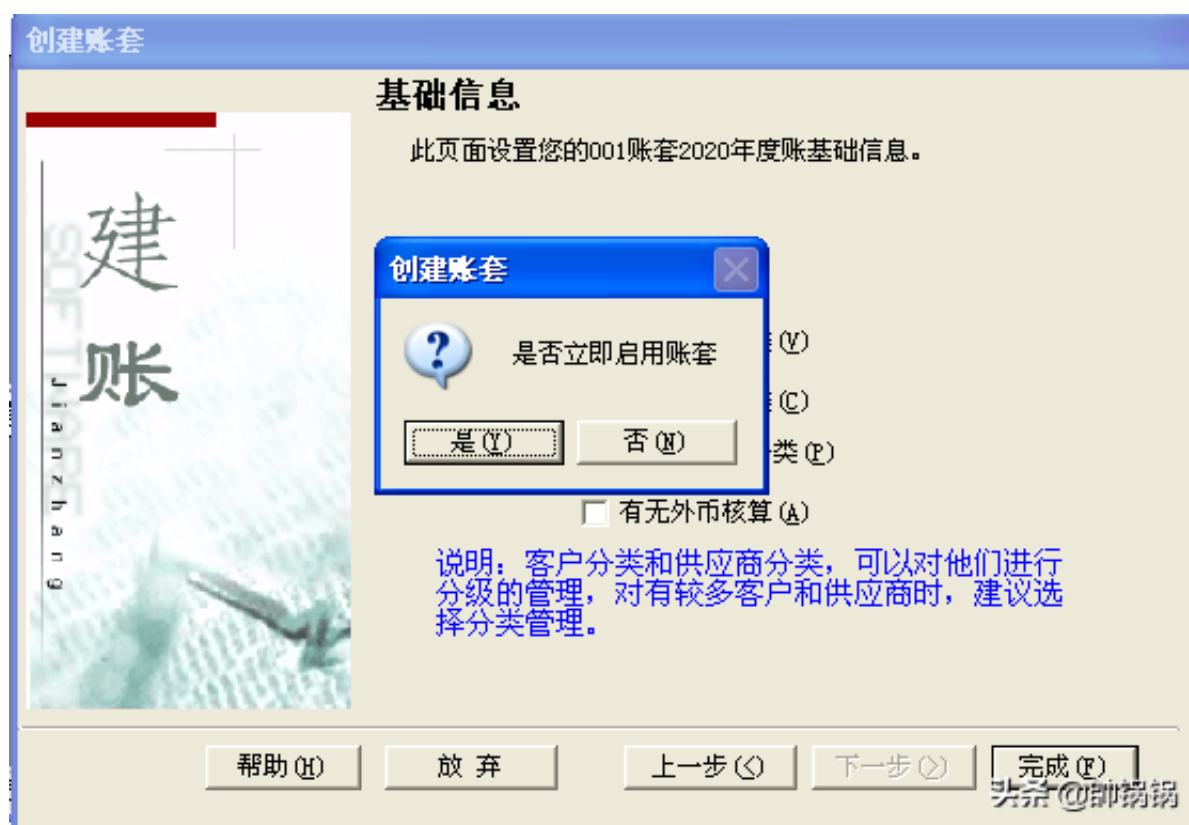 创建账套
基础信息
此页面设置您的001账套2020年度账基础信息。
建
账
SOFTWARE
Jianzhang
创建账套
是否立即启用账套
是(Y)
否(N)
(V)
(C)
类(P)
有无外币核算(A)
说明：客户分类和供应商分类，可以对他们进行
分级的管理，对有较多客户和供应商时，建议选
择分类管理。
帮助(H)
放弃
上一步(<)
下一步(>)
完成(F)
头条 @帥锅锅